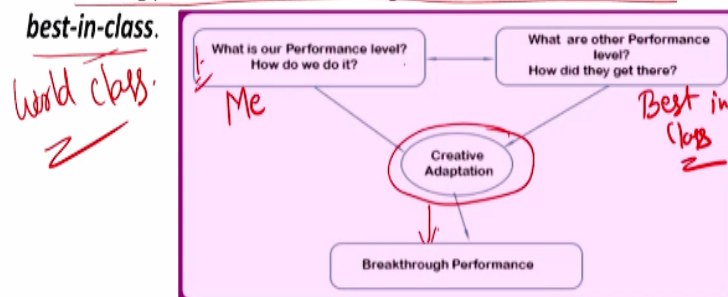 best-in-class.
World class.
What is our Performance level?
How do we do it?
1.
Me
What are other Performance
level?
How did they get there?
Best in
Class
Creative
Adaptation
Breakthrough Performance